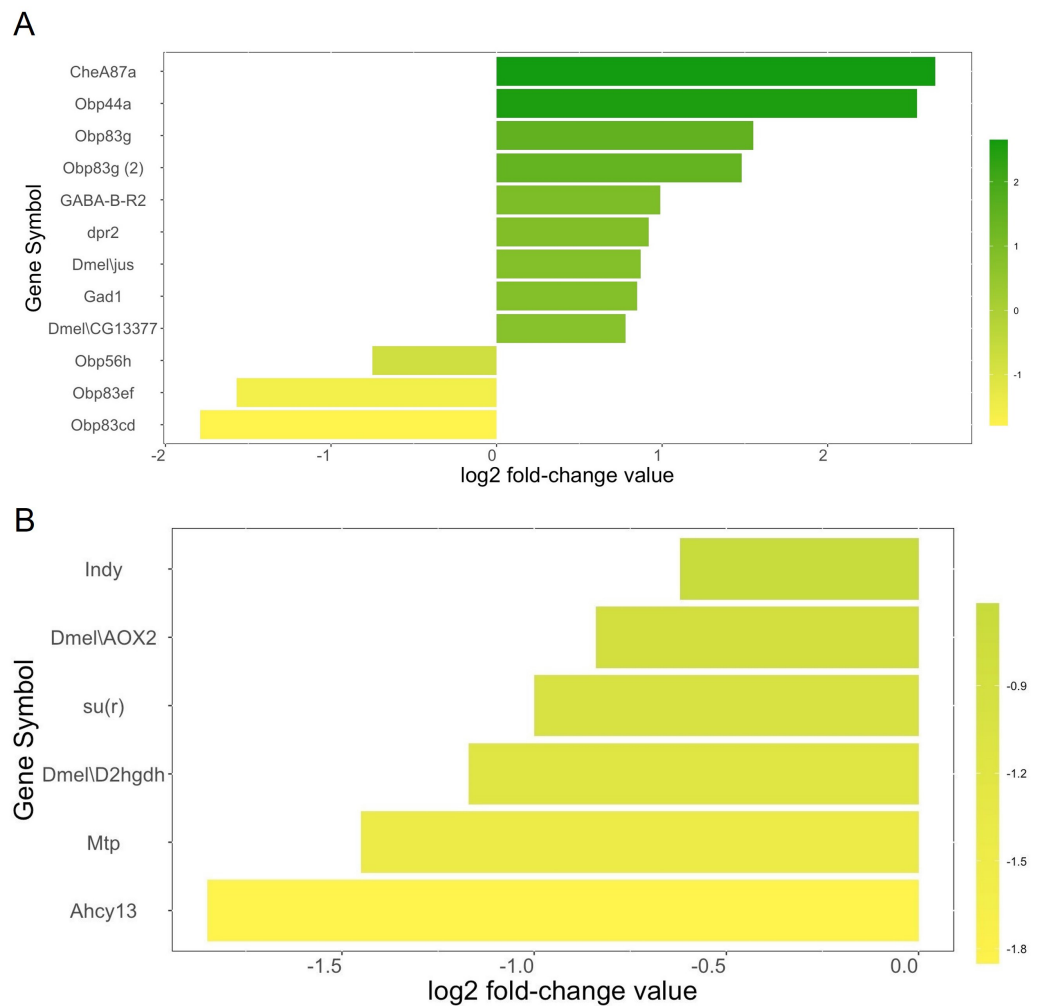 A
Gene Symbol
CheA87a
Obp44a
Obp83g
Obp83g (2)
GABA-B-R2
dpr2
Dmel\jus
Gad1
Dmel\CG13377
Obp56h
Obp83ef
Obp83cd
-2 -1 0 1 2
log2 fold-change value
2
1
0
-1
B
Gene Symbol
Indy
Dmel\AOX2
su(r)
Dmel\D2hgdh
Mtp
Ahcy13
-1.5 -1.0 -0.5 0.0
log2 fold-change value
-0.9
-1.2
-1.5
-1.8